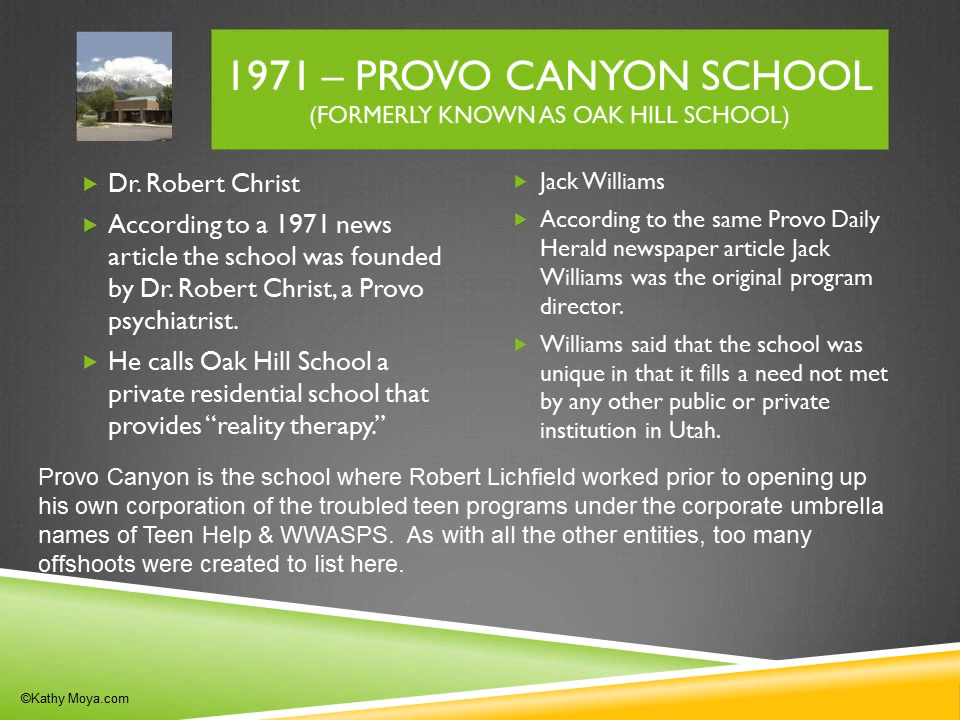 1971 – PROVO CANYON SCHOOL
(FORMERLY KNOWN AS OAK HILL SCHOOL)
Dr. Robert Christ
According to a 1971 news
article the school was founded
by Dr. Robert Christ, a Provo
psychiatrist.
He calls Oak Hill School a
private residential school that
provides “reality therapy.”
Jack Williams
According to the same Provo Daily
Herald newspaper article Jack
Williams was the original program
director.
Williams said that the school was
unique in that it fills a need not met
by any other public or private
institution in Utah.
Provo Canyon is the school where Robert Lichfield worked prior to opening up
his own corporation of the troubled teen programs under the corporate umbrella
names of Teen Help & WWASPS.  As with all the other entities, too many
offshoots were created to list here.
©Kathy Moya.com